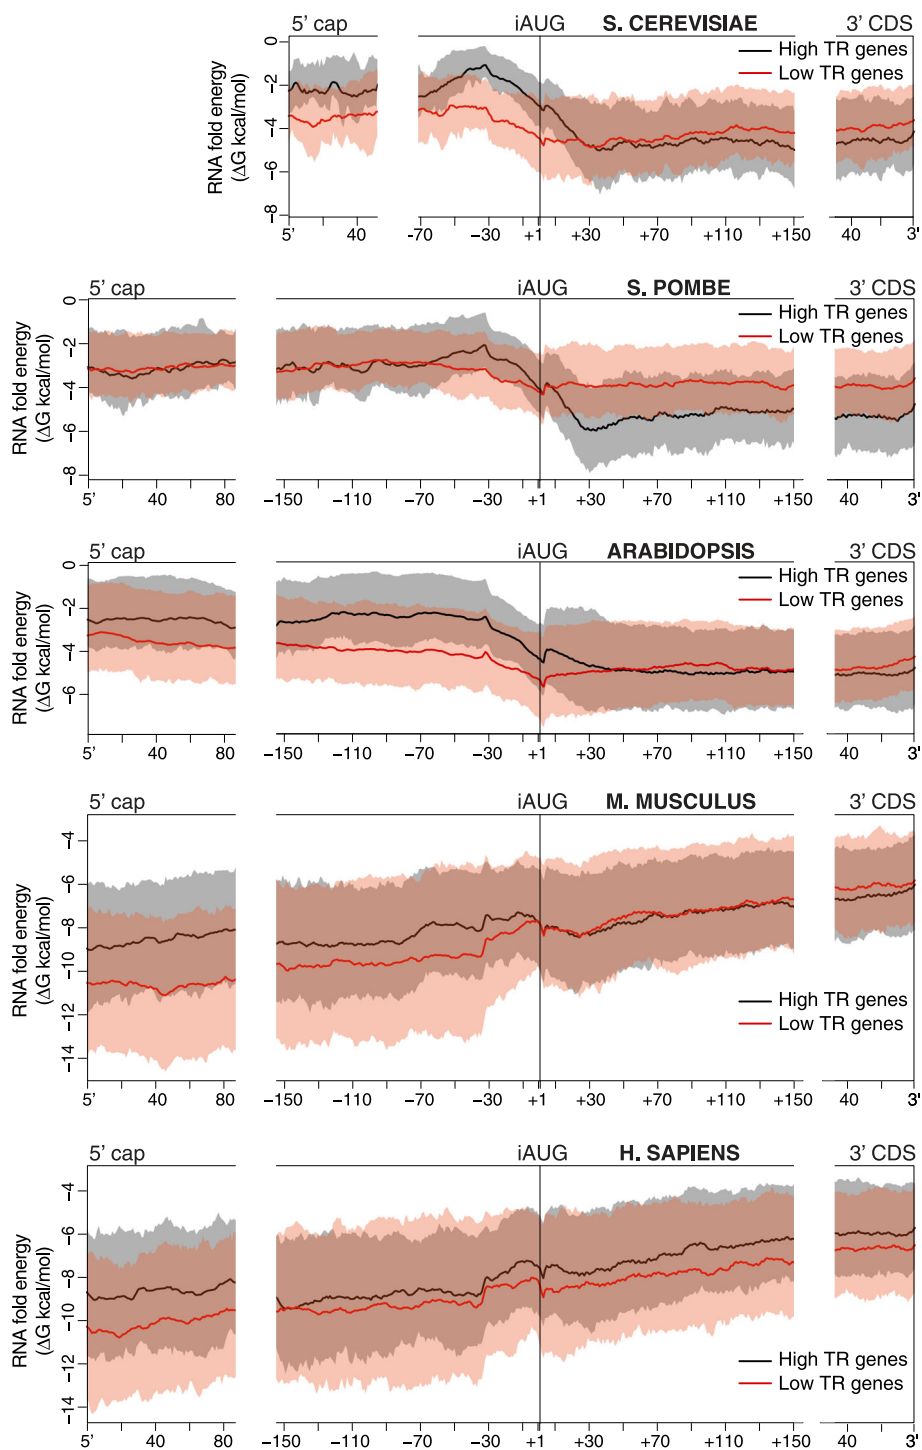 5' cap iAUG S. CEREVISIAE 3' CDS
High TR genes
Low TR genes
RNA fold energy
(ΔG kcal/mol)
0
−2
−4
−6
−8
5' 40 -70 −30 +1 +30 +70 +110 +150 40 3'
5' cap iAUG S. POMBE 3' CDS
High TR genes
Low TR genes
RNA fold energy
(ΔG kcal/mol)
0
−2
−4
−6
−8
5' 40 80 −150 −110 −70 −30 +1 +30 +70 +110 +150 40 3'
5' cap iAUG ARABIDOPSIS 3' CDS
High TR genes
Low TR genes
RNA fold energy
(ΔG kcal/mol)
0
−2
−4
−6
5' 40 80 −150 −110 −70 −30 +1 +30 +70 +110 +150 40 3'
5' cap iAUG M. MUSCULUS 3' CDS
RNA fold energy
(ΔG kcal/mol)
−4
−6
−8
−10
−12
−14
High TR genes
Low TR genes
5' 40 80 −150 −110 −70 −30 +1 +30 +70 +110 +150 40 3'
5' cap iAUG H. SAPIENS 3' CDS
RNA fold energy
(ΔG kcal/mol)
−4
−6
−8
−10
−12
−14
High TR genes
Low TR genes
5' 40 80 −150 −110 −70 −30 +1 +30 +70 +110 +150 40 3'